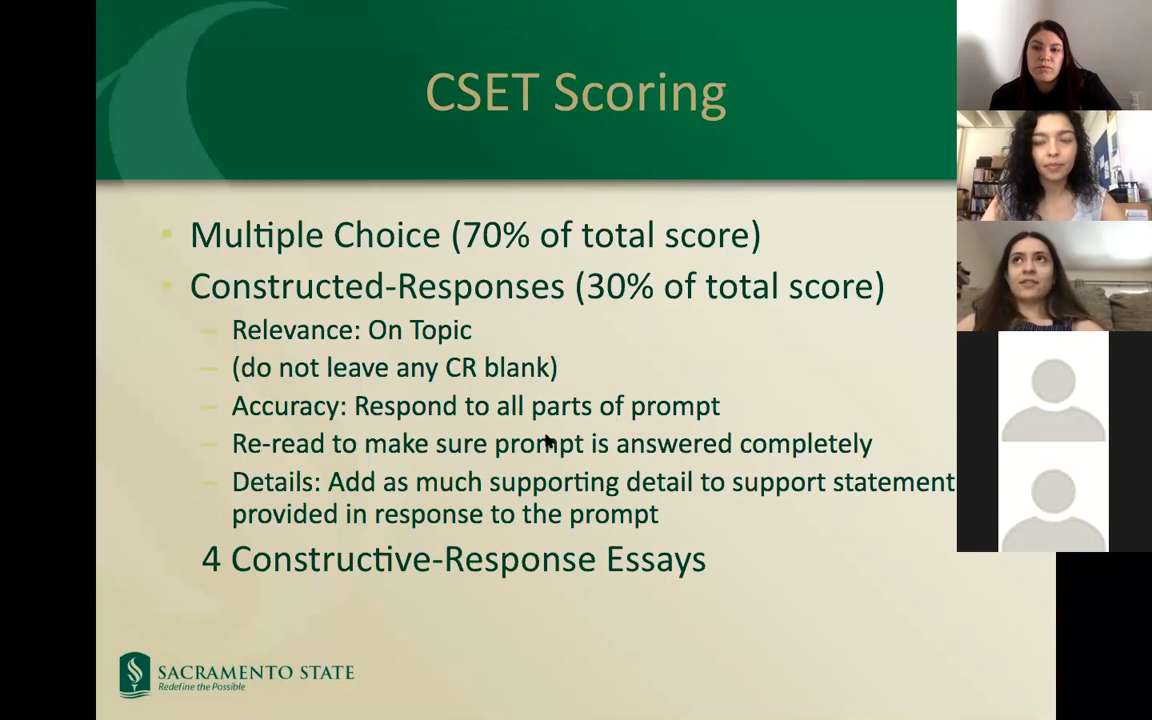 CSET Scoring
Multiple Choice (70% of total score)
Constructed-Responses (30% of total score)
Relevance: On Topic
(do not leave any CR blank)
Accuracy: Respond to all parts of prompt
Re-read to make sure prompt is answered completely
Details: Add as much supporting detail to support statement
provided in response to the prompt
4 Constructive-Response Essays
SACRAMENTO STATE
Redefine the Possible